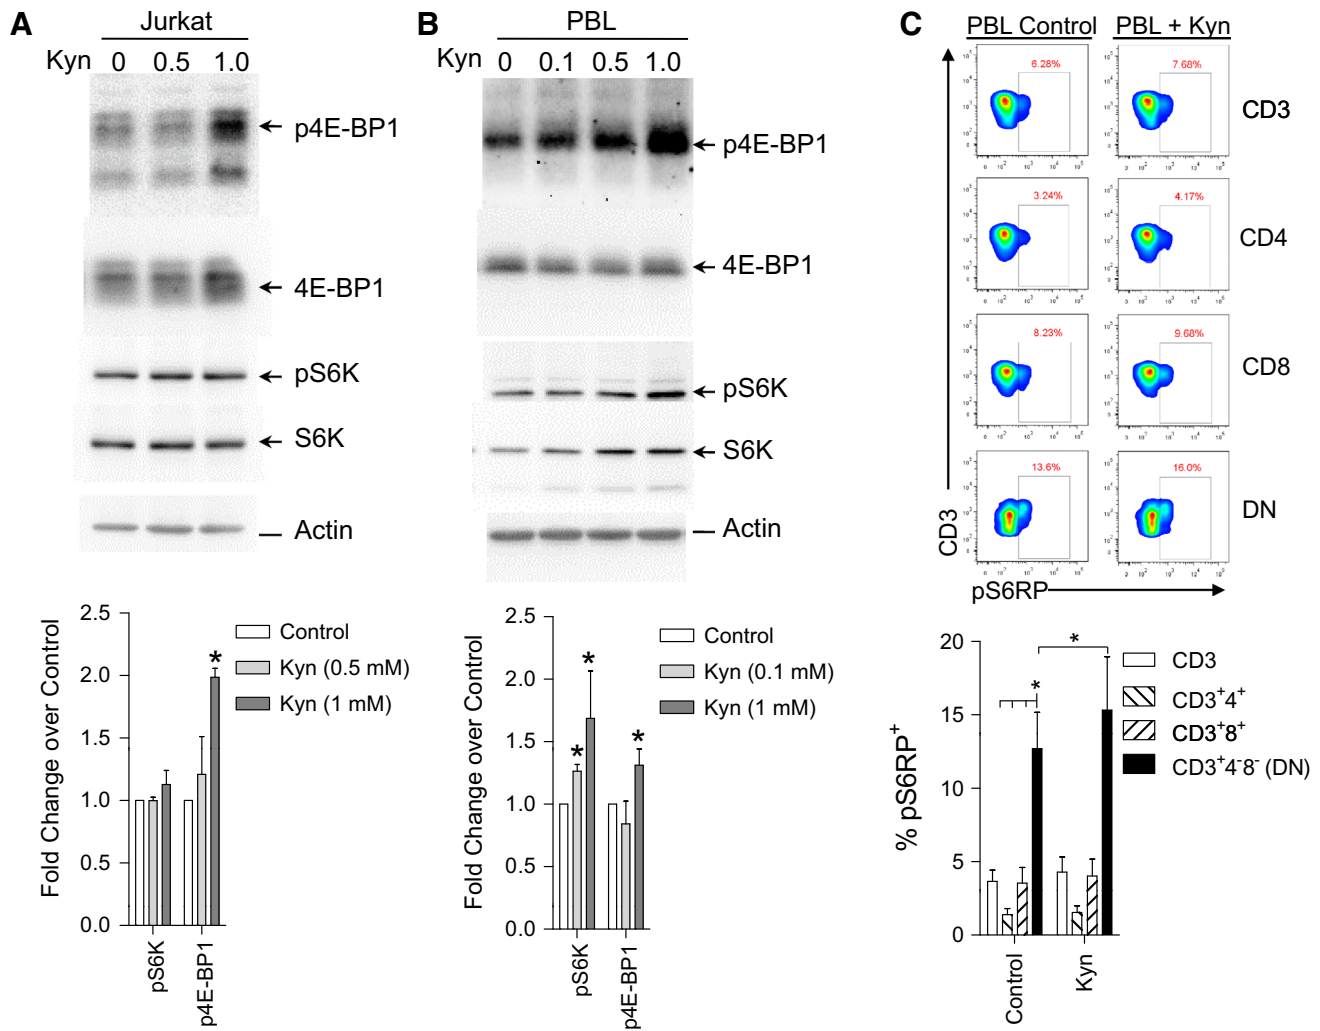 A
Jurkat
Kyn 0 0.5 1.0
p4E-BP1
4E-BP1
pS6K
S6K
Actin
Fold Change over Control
2.5
2.0
1.5
1.0
0.5
0.0
pS6K
p4E-BP1
*
Control
Kyn (0.5 mM)
Kyn (1 mM)
B
PBL
Kyn 0 0.1 0.5 1.0
p4E-BP1
4E-BP1
pS6K
S6K
Actin
Fold Change over Control
2.5
2.0
1.5
1.0
0.5
0.0
pS6K
p4E-BP1
*
*
*
Control
Kyn (0.1 mM)
Kyn (1 mM)
C
PBL Control PBL + Kyn
6.28% 7.68% CD3
3.24% 4.17% CD4
8.23% 9.68% CD8
13.6% 16.0% DN
CD3
pS6RP
% pS6RP+
20
15
10
5
0
Control
Kyn
*
*
CD3
CD3+4+
CD3+8+
CD3+4-8- (DN)